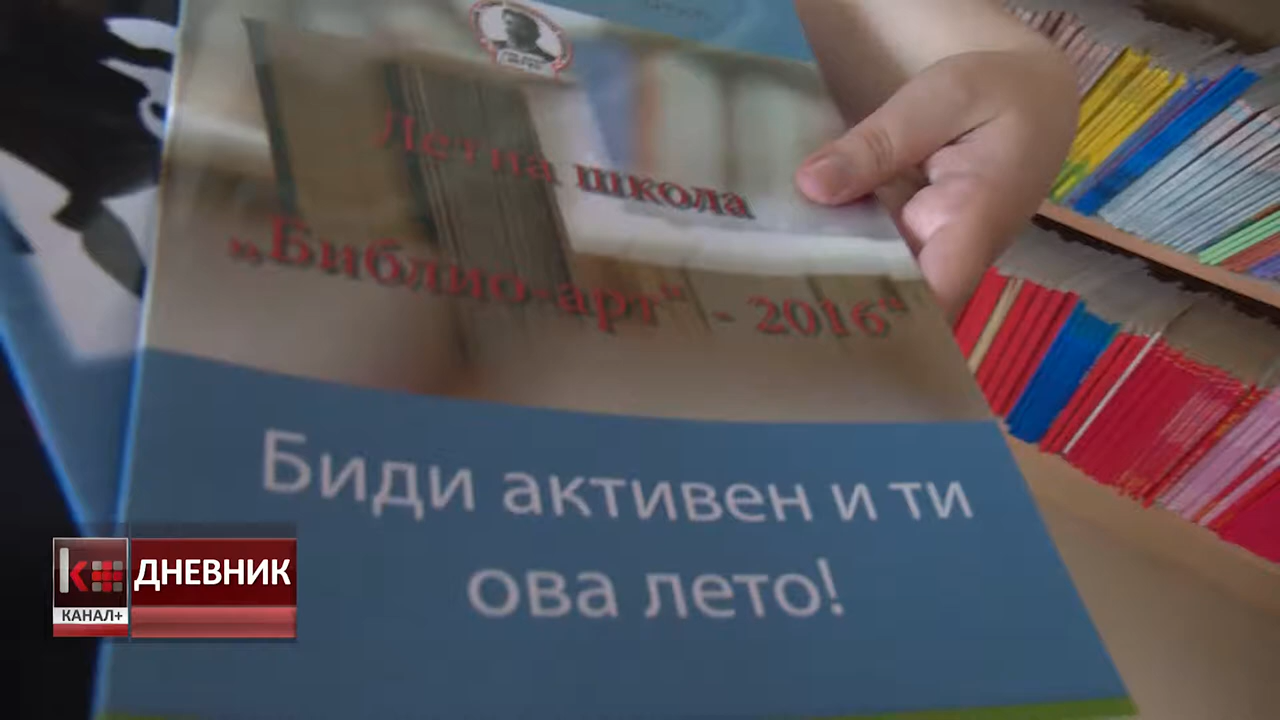 Летна школа
„Библио-арт“ - 2016“
Биди активен и ти
ова лето!
ДНЕВНИК
КАНАЛ+